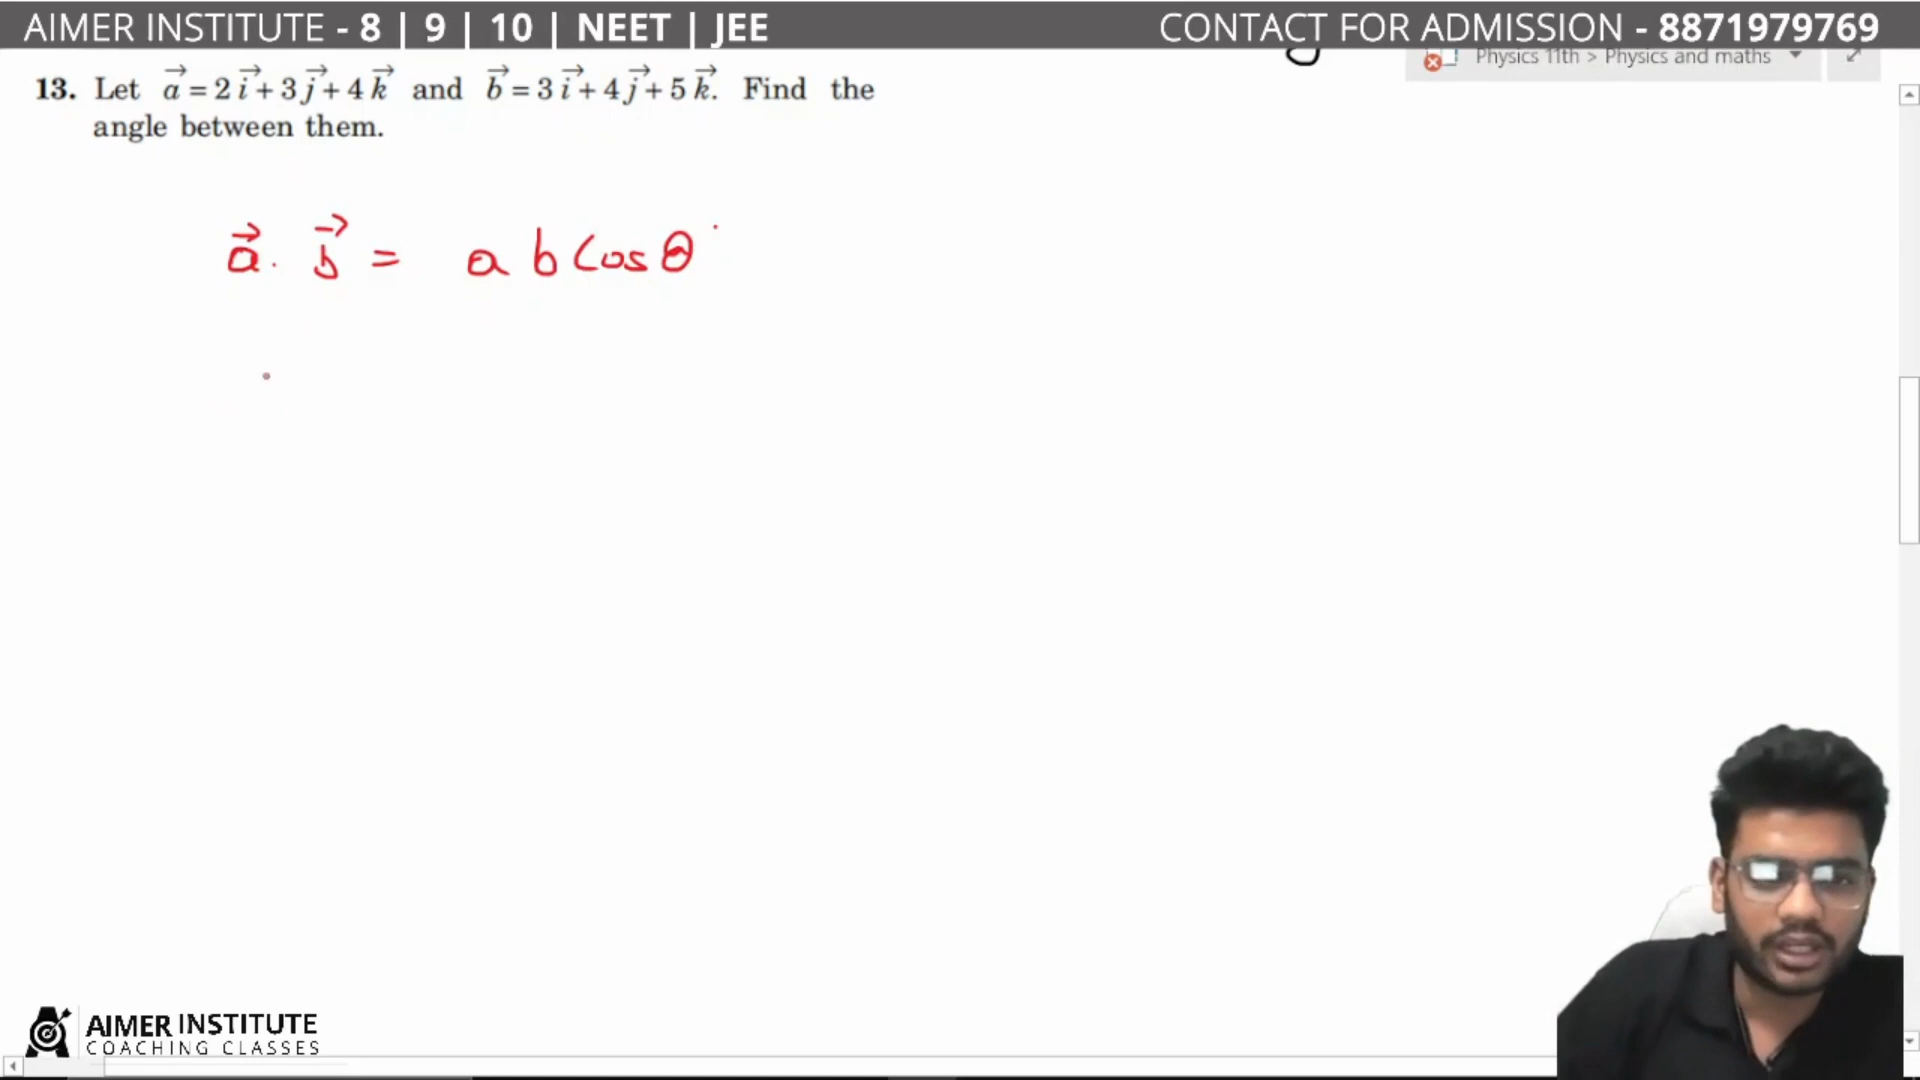 AIMER INSTITUTE - 8 | 9 | 10 | NEET | JEE
CONTACT FOR ADMISSION - 8871979769
Physics 11th > Physics and maths
13. Let a⃗ = 2 i⃗ + 3 j⃗ + 4 k⃗ and b⃗ = 3 i⃗ + 4 j⃗ + 5 k⃗. Find the
angle between them.
a⃗ . b⃗ = a b Cos θ
AIMER INSTITUTE
COACHING CLASSES